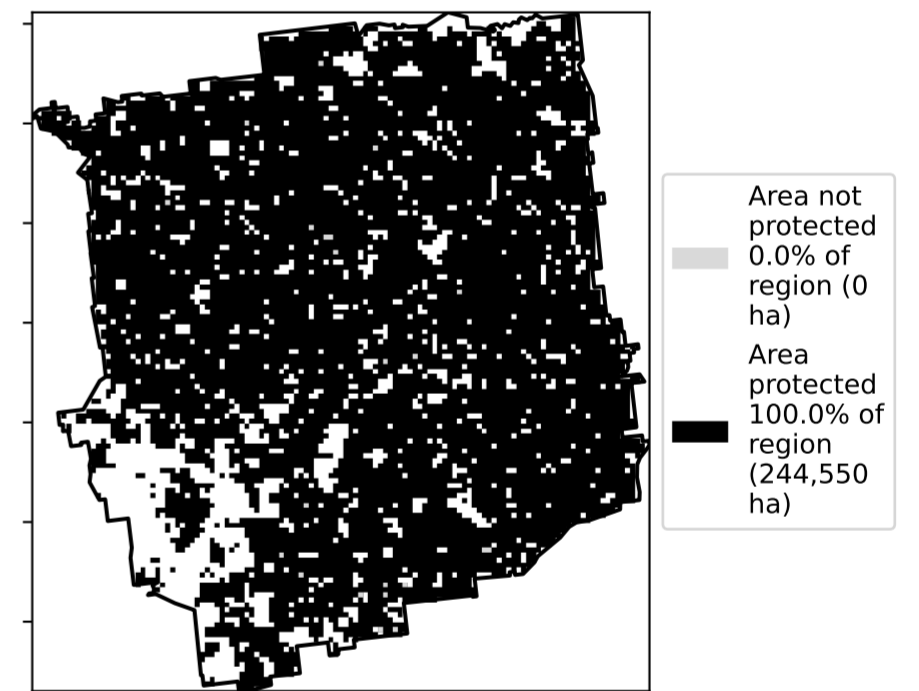 Area not
protected
0.0% of
region (0
ha)
Area
protected
100.0% of
region
(244,550
ha)